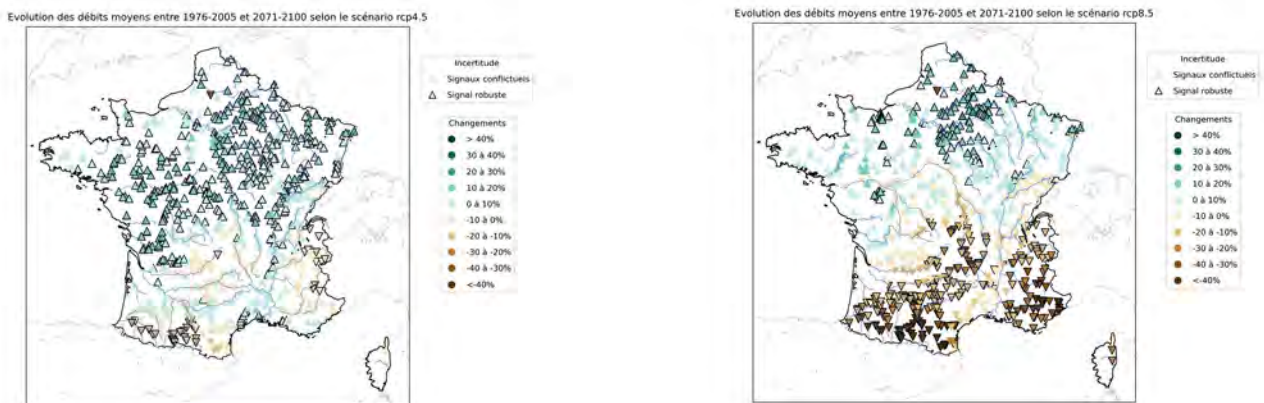 Evolution des débits moyens entre 1976-2005 et 2071-2100 selon le scénario rcp4.5
Incertitude
Signaux conflictuels
Signal robuste
Changements
> 40%
30 à 40%
20 à 30%
10 à 20%
0 à 10%
-10 à 0%
-20 à -10%
-30 à -20%
-40 à -30%
<-40%
Evolution des débits moyens entre 1976-2005 et 2071-2100 selon le scénario rcp8.5
Incertitude
Signaux conflictuels
Signal robuste
Changements
> 40%
30 à 40%
20 à 30%
10 à 20%
0 à 10%
-10 à 0%
-20 à -10%
-30 à -20%
-40 à -30%
<-40%